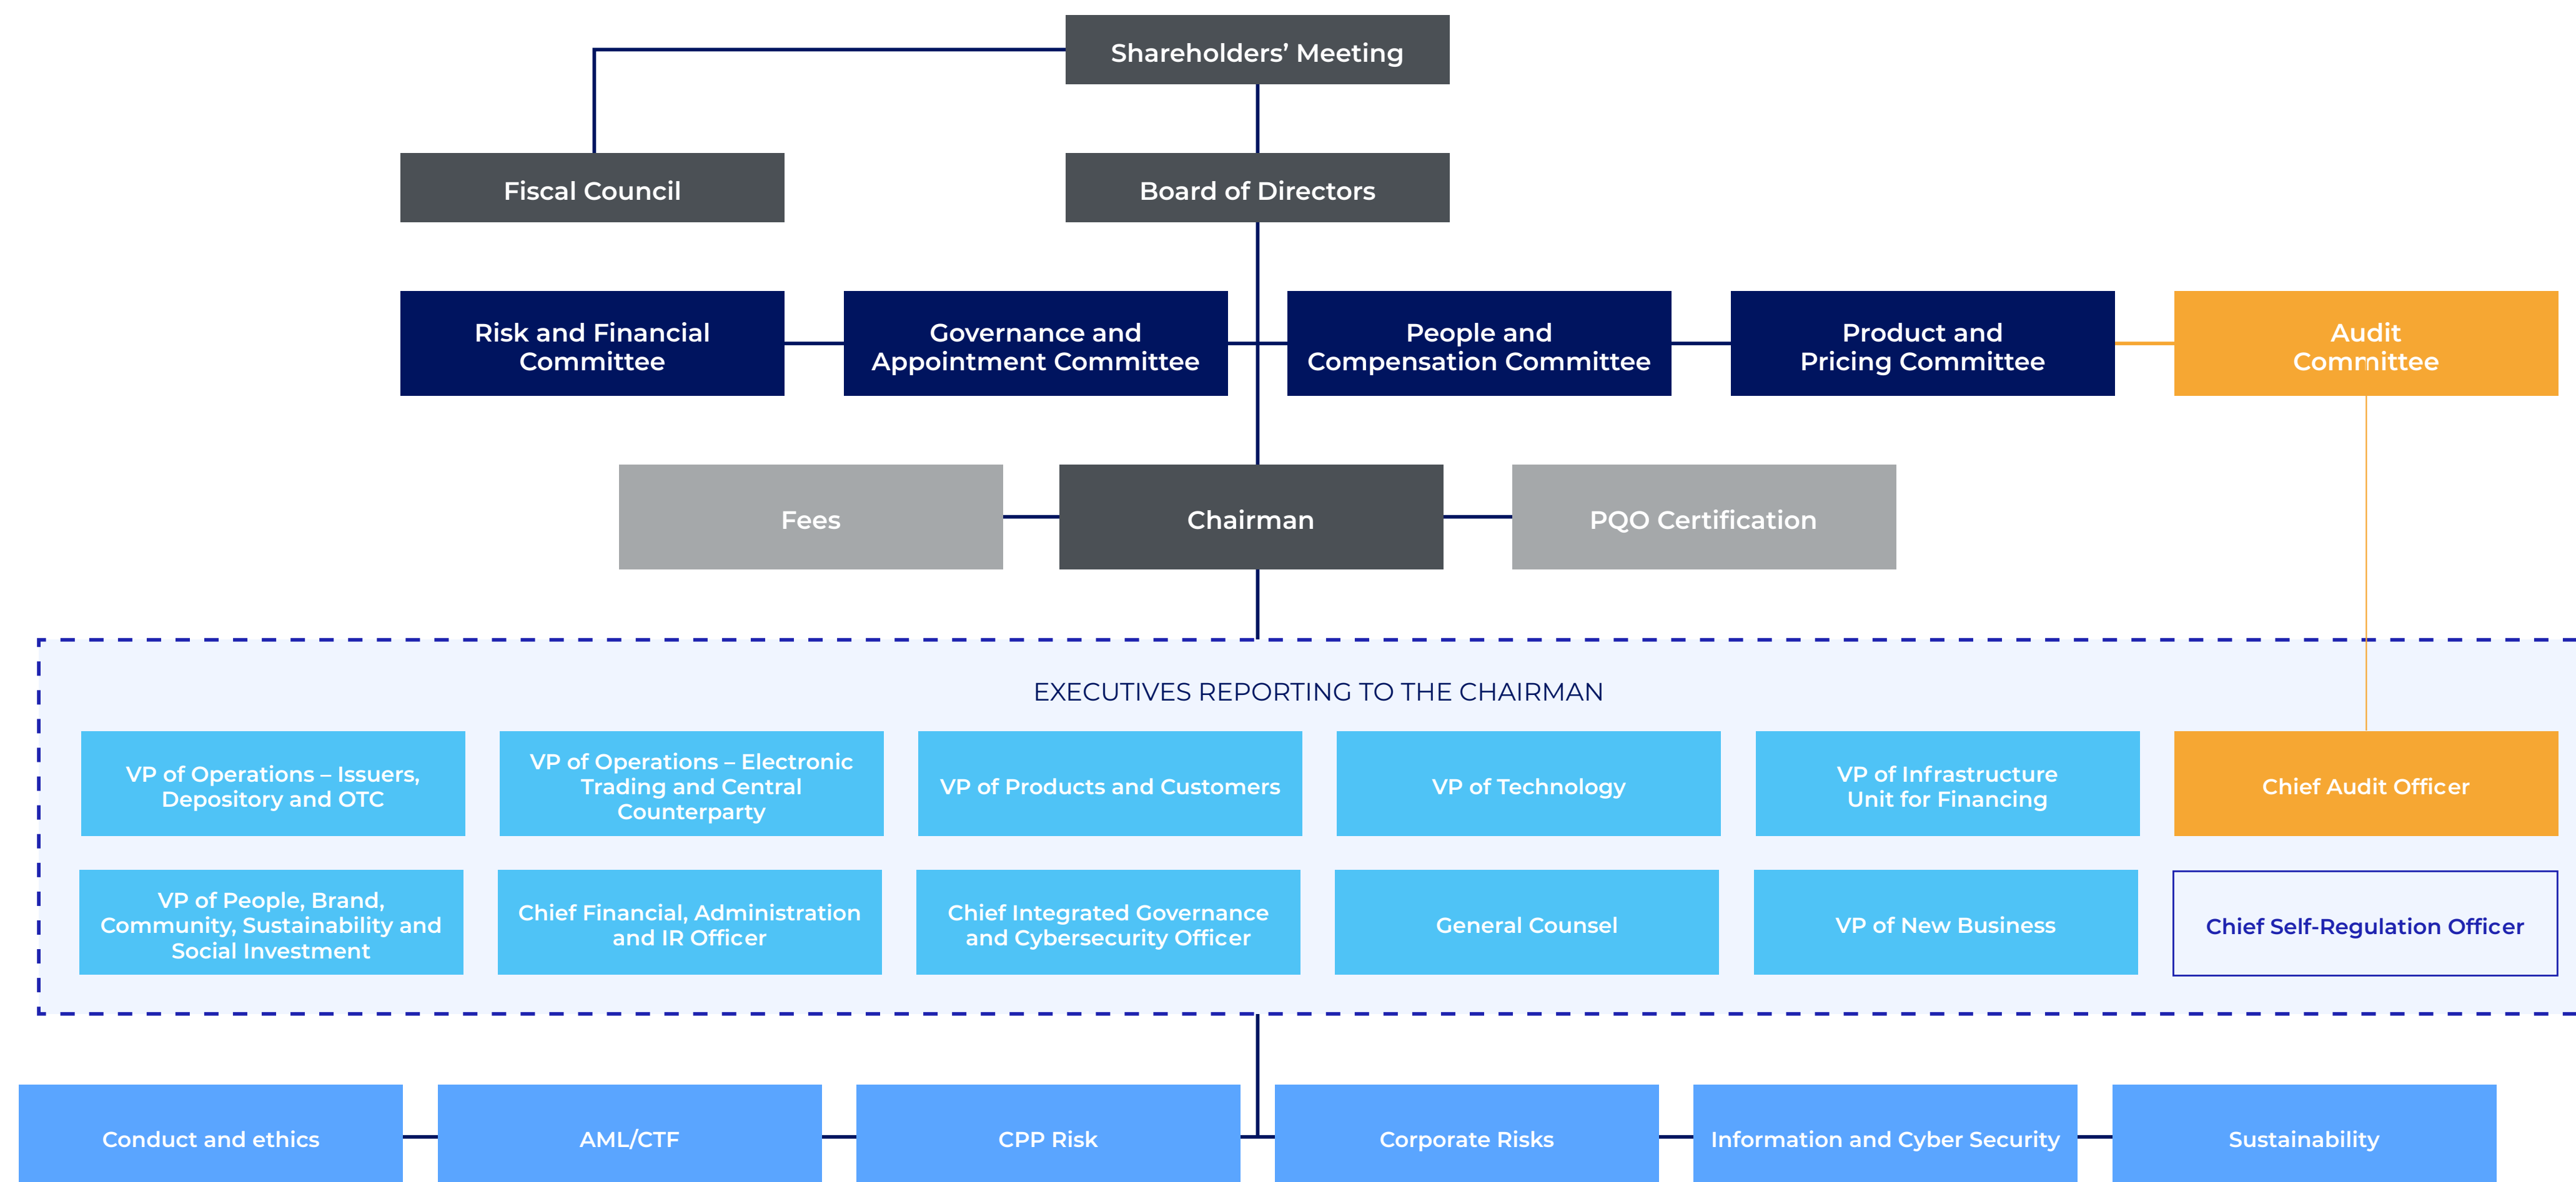 Shareholders’ Meeting
Fiscal Council
Board of Directors
Risk and Financial
Committee
Governance and
Appointment Committee
People and
Compensation Committee
Product and
Pricing Committee
Audit
Committee
Fees
Chairman
PQO Certification
EXECUTIVES REPORTING TO THE CHAIRMAN
VP of Operations – Issuers,
Depository and OTC
VP of Operations – Electronic
Trading and Central
Counterparty
VP of Products and Customers
VP of Technology
VP of Infrastructure
Unit for Financing
Chief Audit Officer
VP of People, Brand,
Community, Sustainability and
Social Investment
Chief Financial, Administration
and IR Officer
Chief Integrated Governance
and Cybersecurity Officer
General Counsel
VP of New Business
Chief Self-Regulation Officer
Conduct and ethics
AML/CTF
CPP Risk
Corporate Risks
Information and Cyber Security
Sustainability